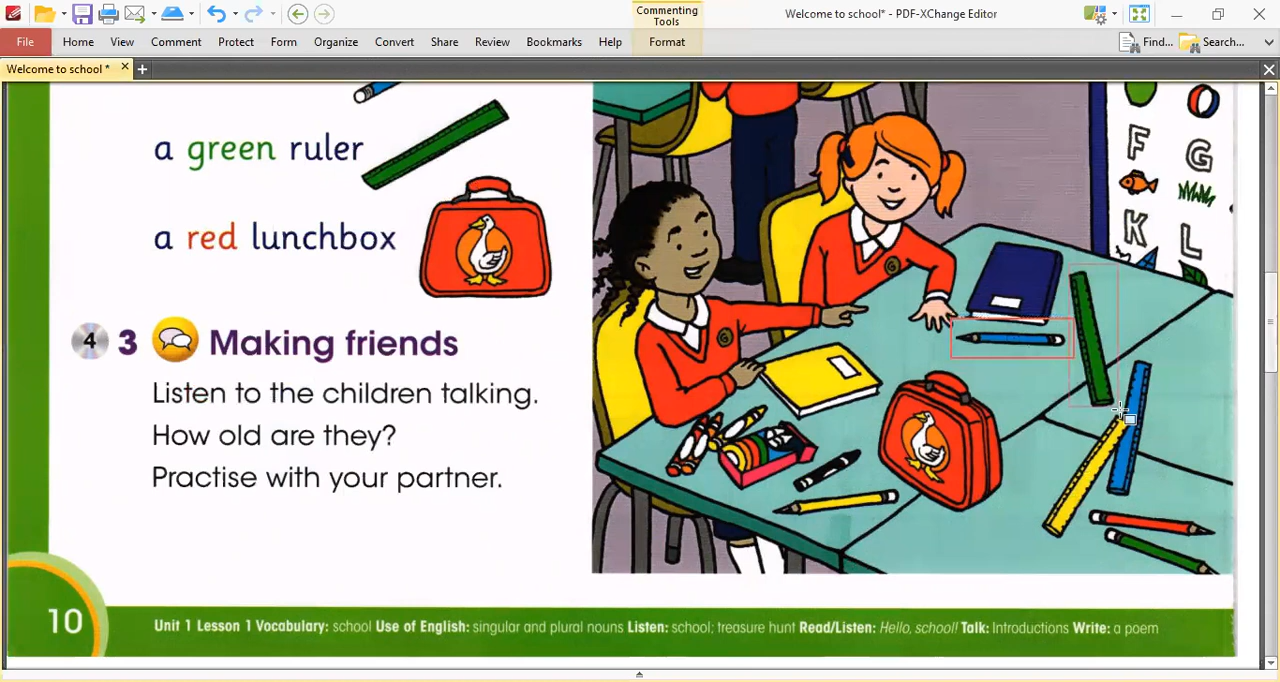 Commenting Tools
Welcome to school* - PDF-XChange Editor
File Home View Comment Protect Form Organize Convert Share Review Bookmarks Help Format Find... Search...
Welcome to school *
a green ruler
a red lunchbox
F G
K L
4 3 Making friends
Listen to the children talking.
How old are they?
Practise with your partner.
10 Unit 1 Lesson 1 Vocabulary: school Use of English: singular and plural nouns Listen: school; treasure hunt Read/Listen: Hello, school! Talk: Introductions Write: a poem